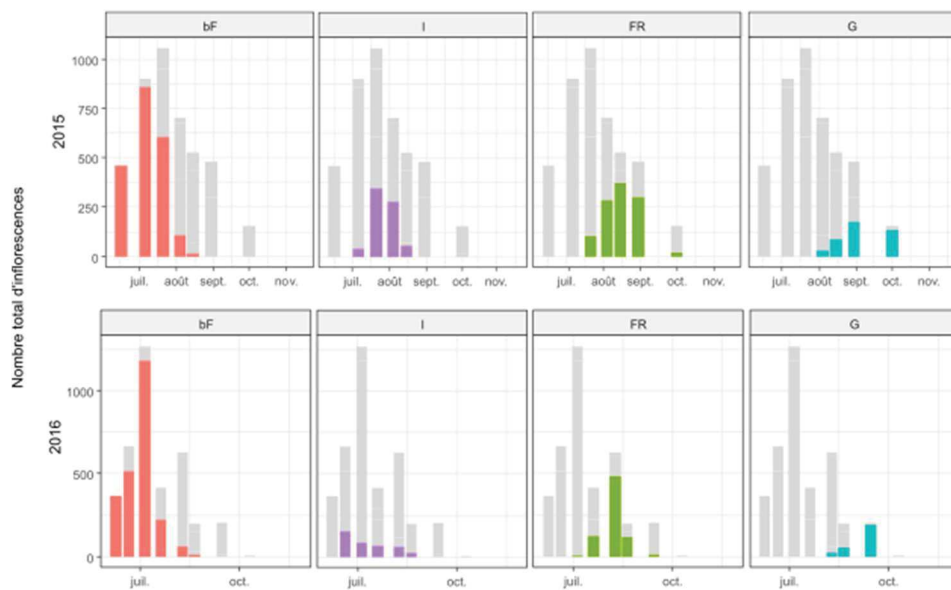 Nombre total d'inflorescences
2015
bF I FR G
1000
750
500
250
0
juil. août sept. oct. nov. juil. août sept. oct. nov. juil. août sept. oct. nov. juil. août sept. oct. nov.
2016
bF I FR G
1000
500
0
juil. oct. juil. oct. juil. oct. juil. oct.